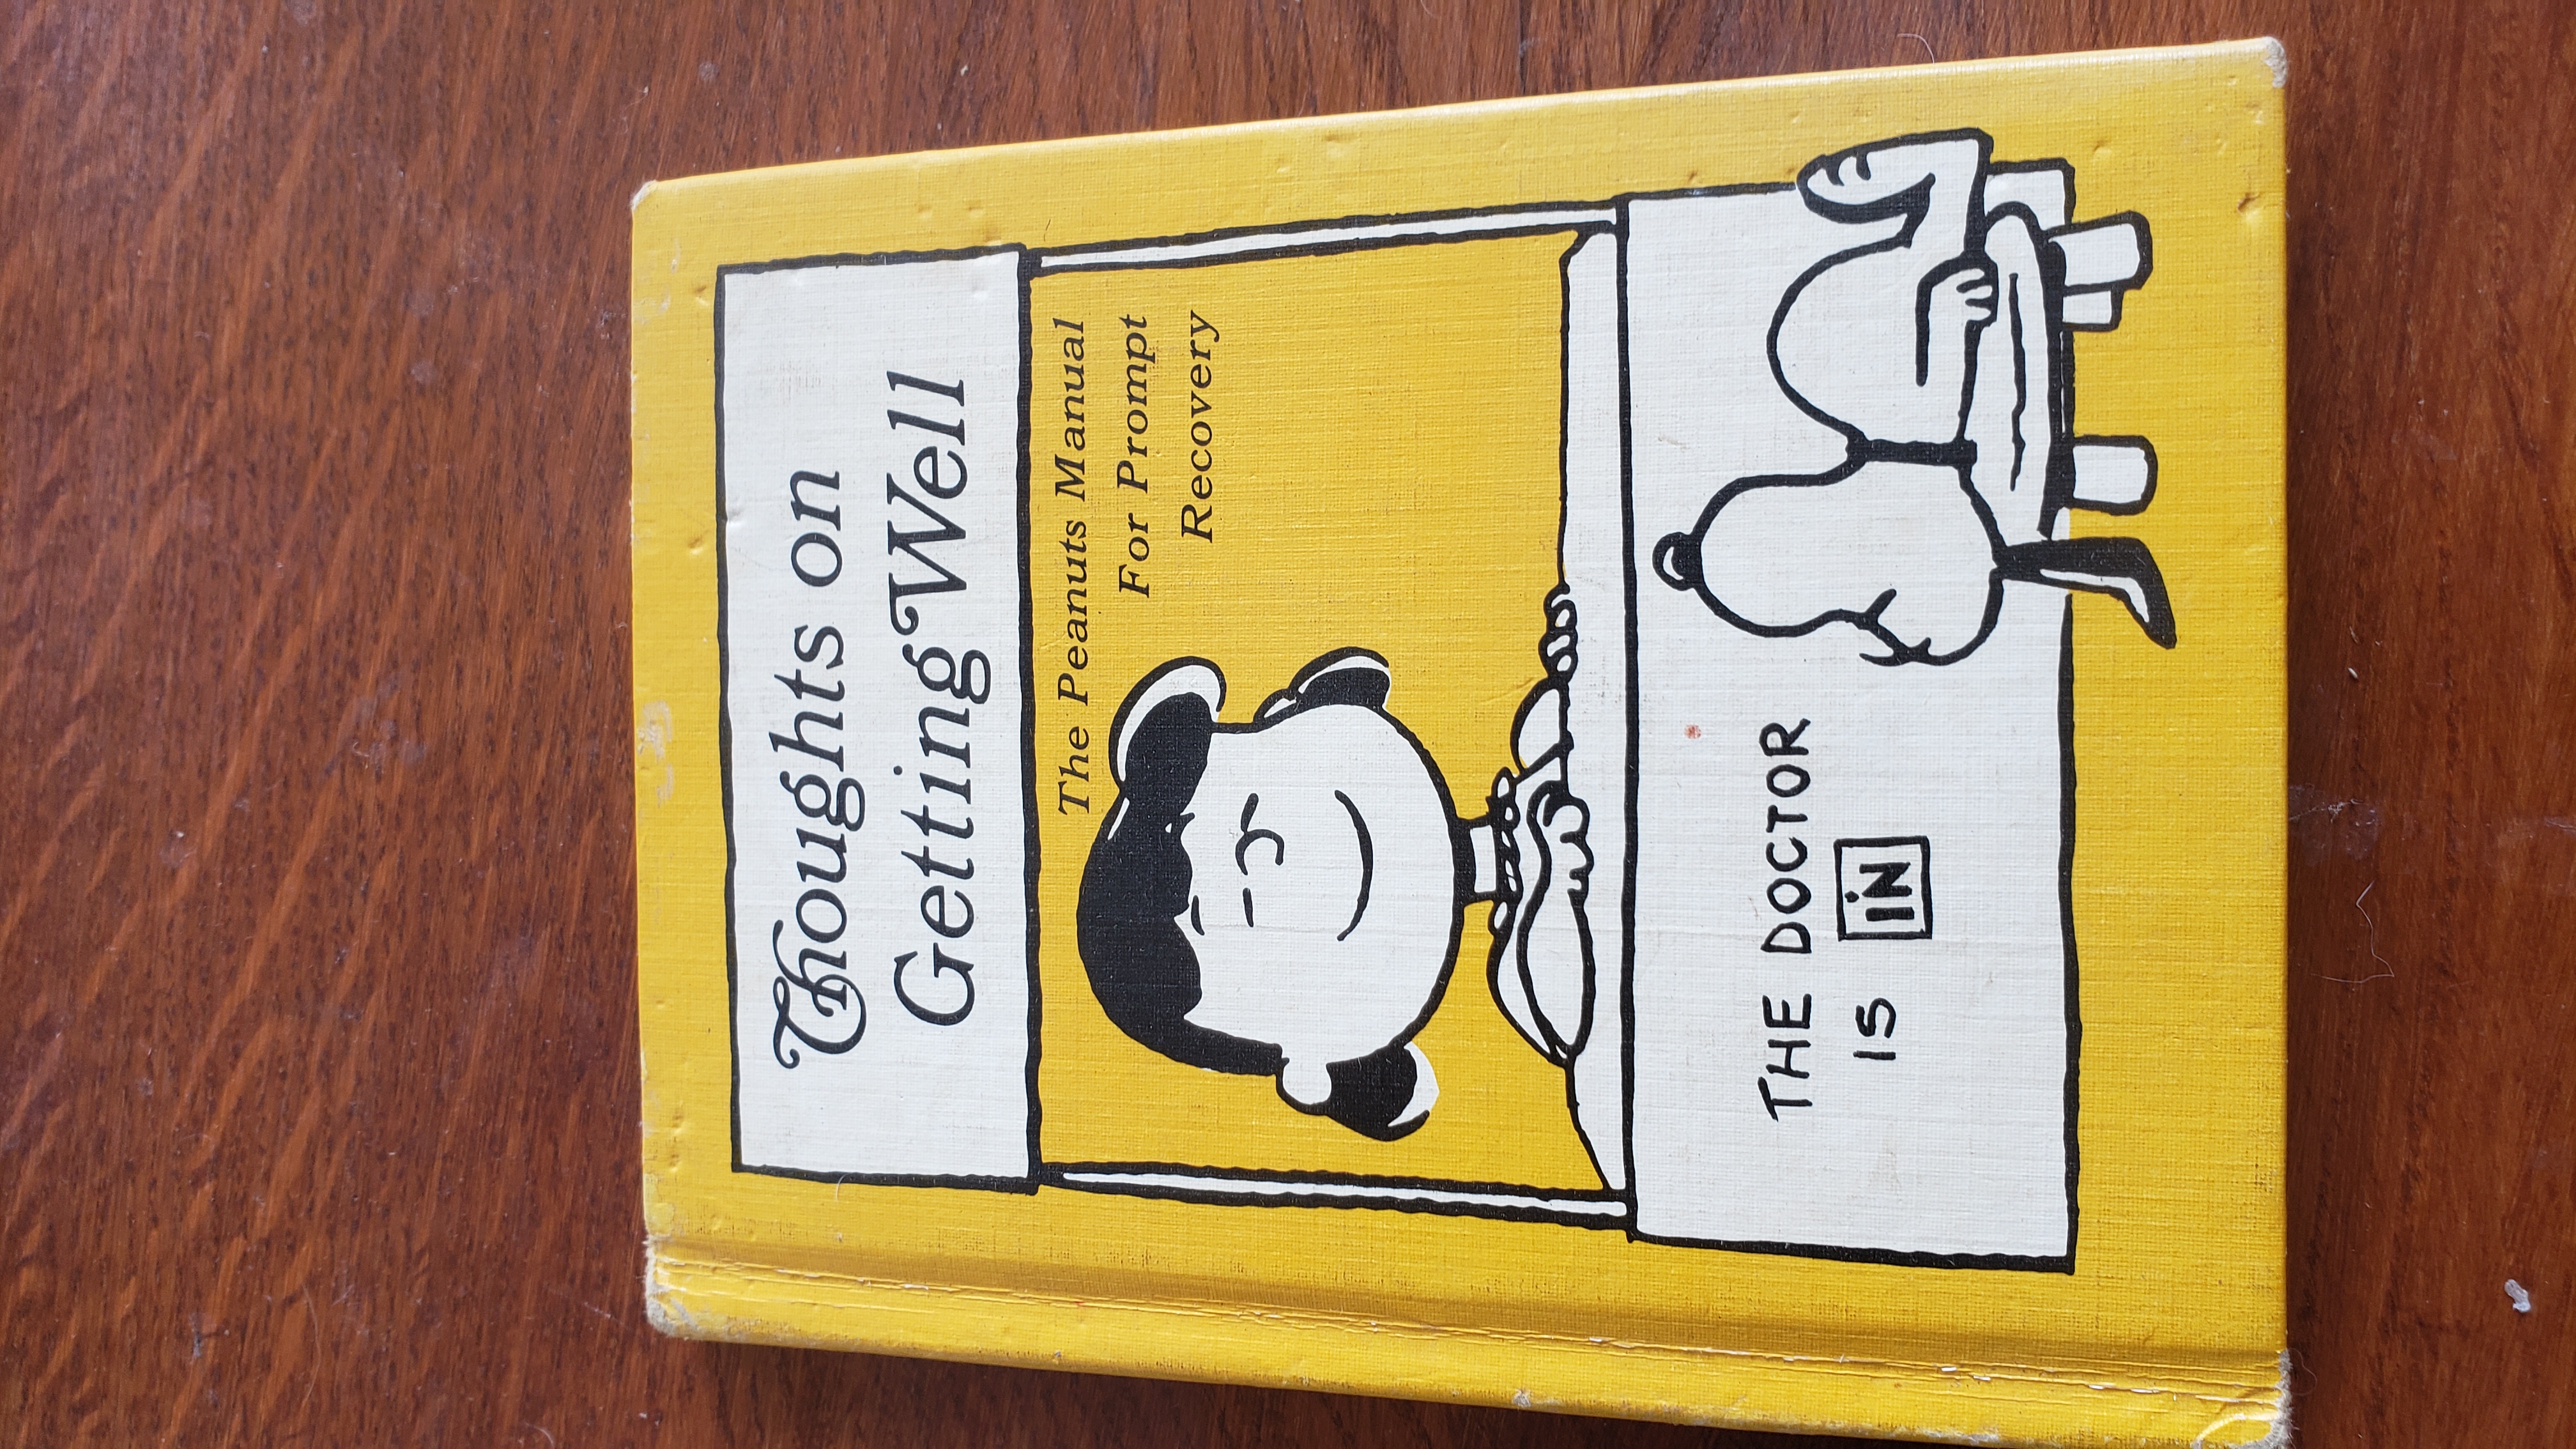 Thoughts on
Getting Well
The Peanuts Manual
For Prompt
Recovery
THE DOCTOR
IS IN